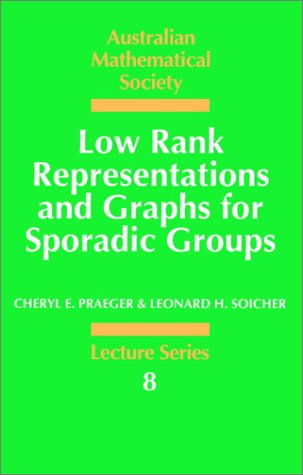 Australian
Mathematical
Society
Low Rank
Representations
and Graphs for
Sporadic Groups
CHERYL E. PRAEGER & LEONARD H. SOICHER
Lecture Series
8